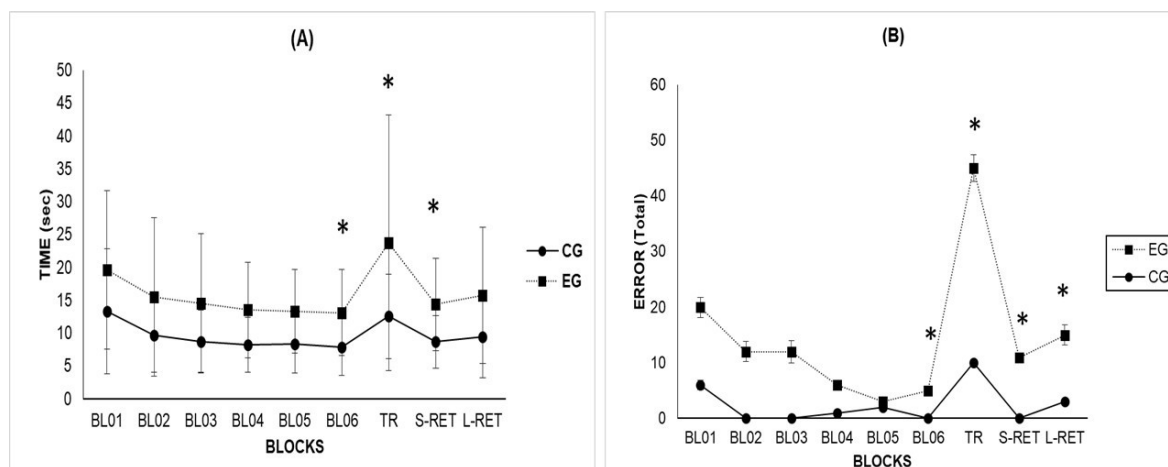 (A)
50
45
40
35
30
25
20
15
10
5
0
TIME (sec)
*
*
*
BL01 BL02 BL03 BL04 BL05 BL06 TR S-RET L-RET
BLOCKS
CG
EG
(B)
60
50
40
30
20
10
0
ERROR (Total)
*
*
*
*
BL01 BL02 BL03 BL04 BL05 BL06 TR S-RET L-RET
BLOCKS
EG
CG